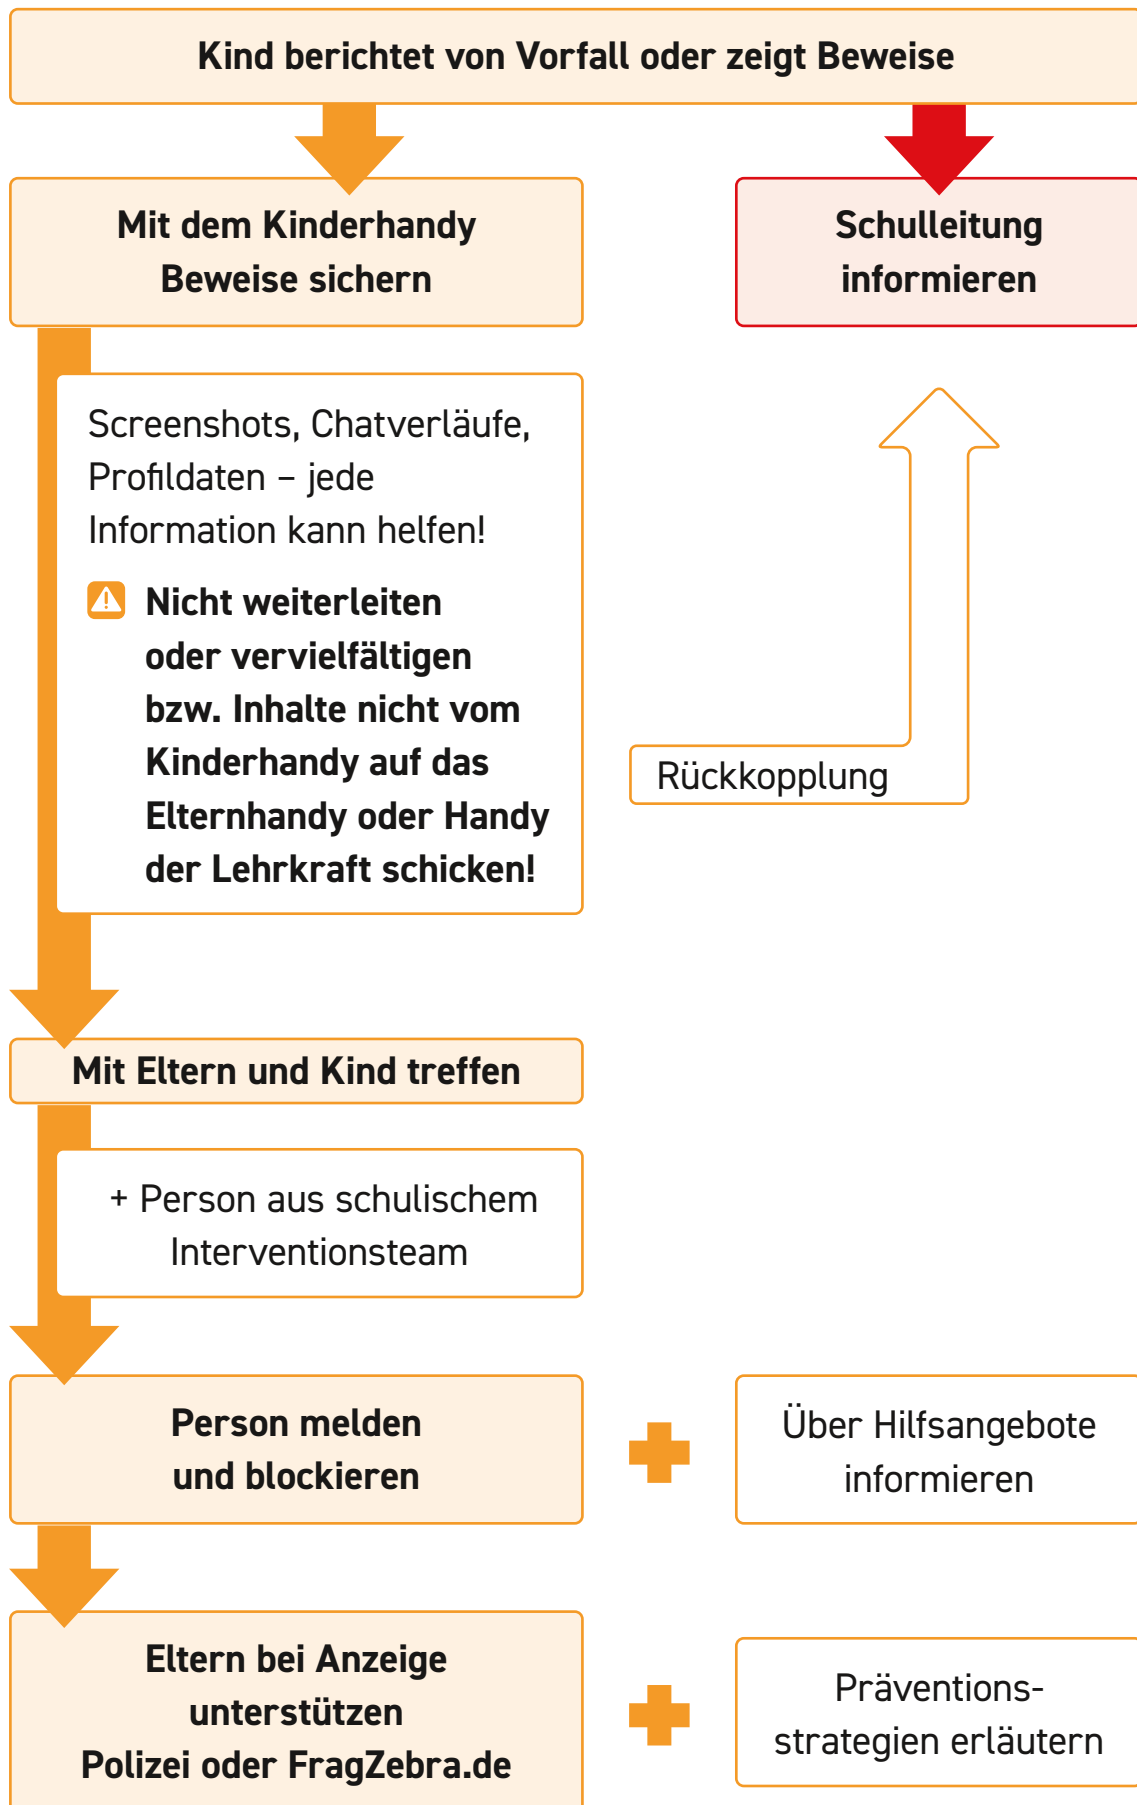 Kind berichtet von Vorfall oder zeigt Beweise
Mit dem Kinderhandy
Beweise sichern
Schulleitung
informieren
Screenshots, Chatverläufe,
Profildaten – jede
Information kann helfen!
Nicht weiterleiten
oder vervielfältigen
bzw. Inhalte nicht vom
Kinderhandy auf das
Elternhandy oder Handy
der Lehrkraft schicken!
Rückkopplung
Mit Eltern und Kind treffen
+ Person aus schulischem
Interventionsteam
Person melden
und blockieren
Über Hilfsangebote
informieren
Eltern bei Anzeige
unterstützen
Polizei oder FragZebra.de
Präventions-
strategien erläutern